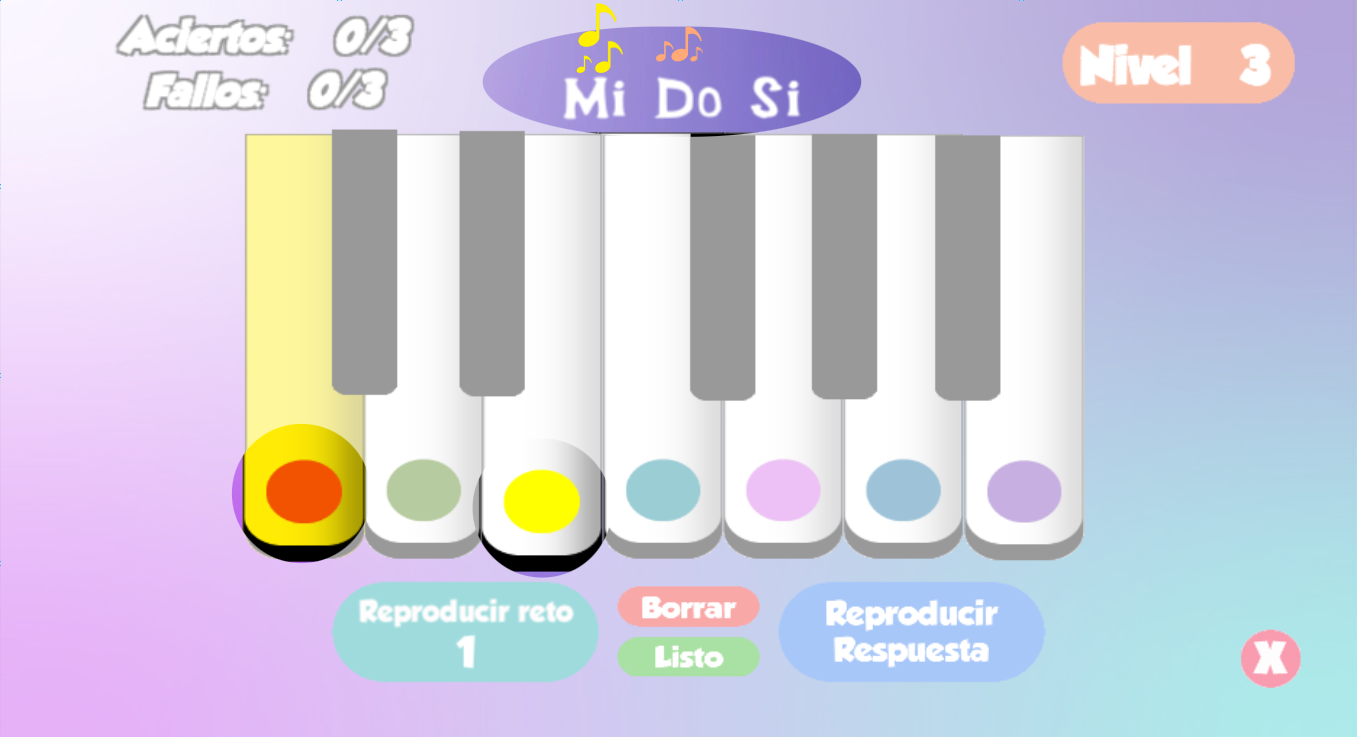 Aciertos: 0/3
Fallos: 0/3
Mi Do Si
Nivel 3
Reproducir reto
1
Borrar
Listo
Reproducir
Respuesta
X